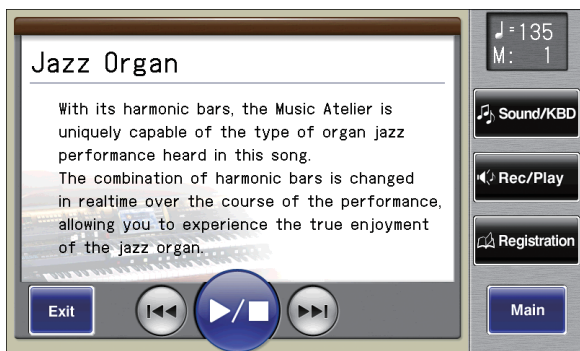 Jazz Organ
With its harmonic bars, the Music Atelier is
uniquely capable of the type of organ jazz
performance heard in this song.
The combination of harmonic bars is changed
in realtime over the course of the performance,
allowing you to experience the true enjoyment
of the jazz organ.
♩=135
M: 1
Sound/KBD
Rec/Play
Registration
Exit
Main